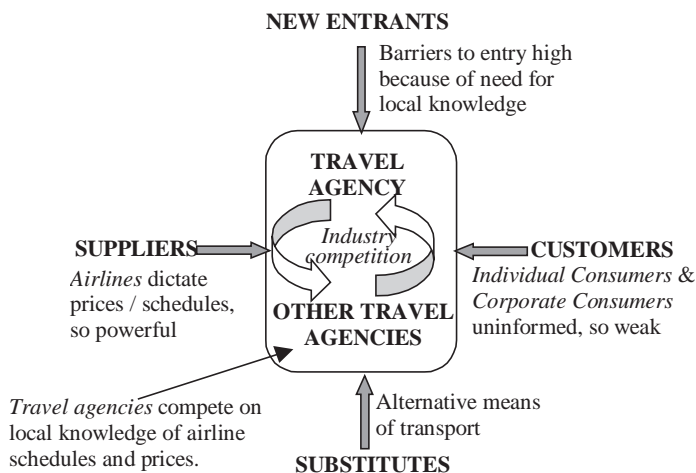 NEW ENTRANTS
Barriers to entry high
because of need for
local knowledge
TRAVEL
AGENCY
Industry
competition
OTHER TRAVEL
AGENCIES
SUPPLIERS
Airlines dictate
prices / schedules,
so powerful
CUSTOMERS
Individual Consumers &
Corporate Consumers
uninformed, so weak
Travel agencies compete on
local knowledge of airline
schedules and prices.
Alternative means
of transport
SUBSTITUTES